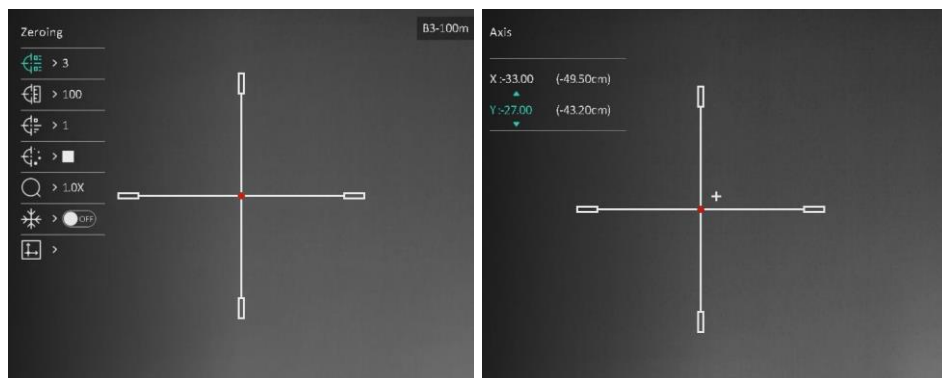 Zeroing
B3-100m
> 3
> 100
> 1
>
> 1.0X
> OFF
>
Axis
X:-33.00 (-49.50cm)
Y:-27.00 (-43.20cm)